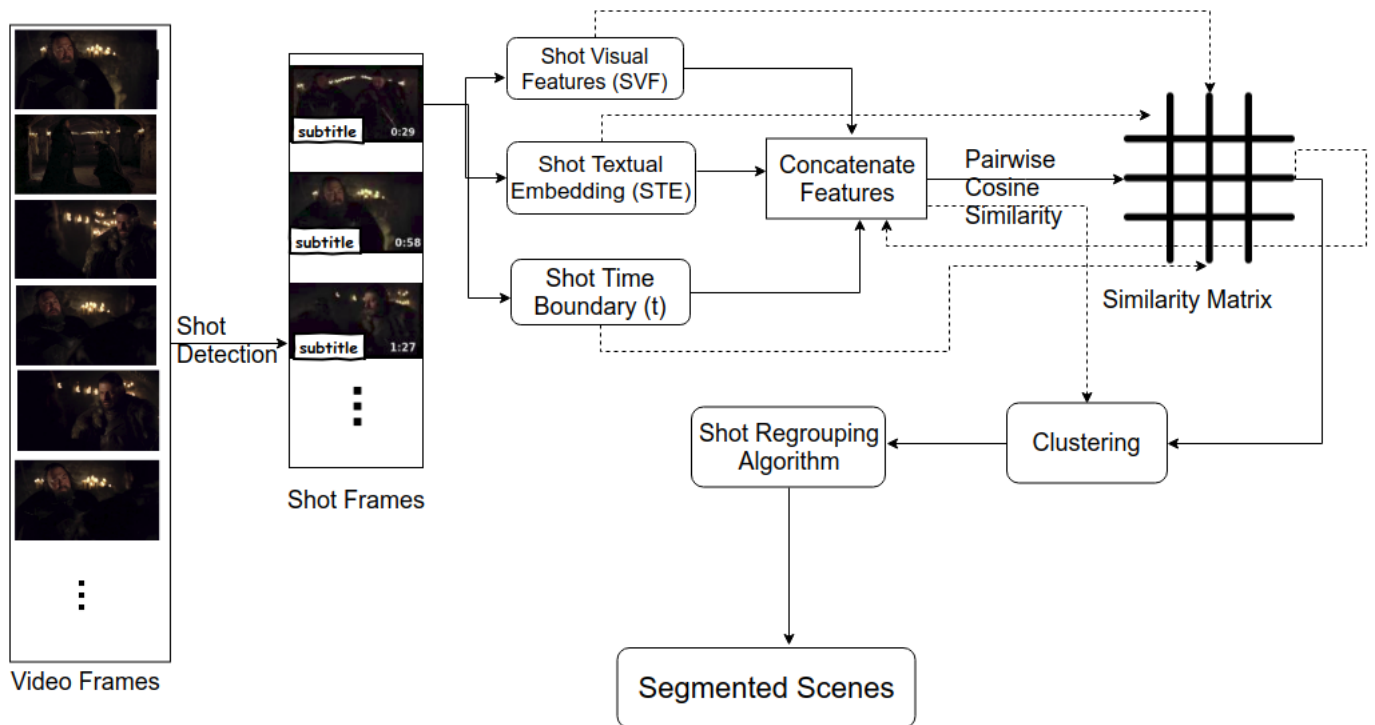 Video Frames
Shot
Detection
subtitle
0:29
subtitle
0:58
subtitle
1:27
Shot Frames
Shot Visual
Features (SVF)
Shot Textual
Embedding (STE)
Shot Time
Boundary (t)
Concatenate
Features
Pairwise
Cosine
Similarity
Similarity Matrix
Clustering
Shot Regrouping
Algorithm
Segmented Scenes